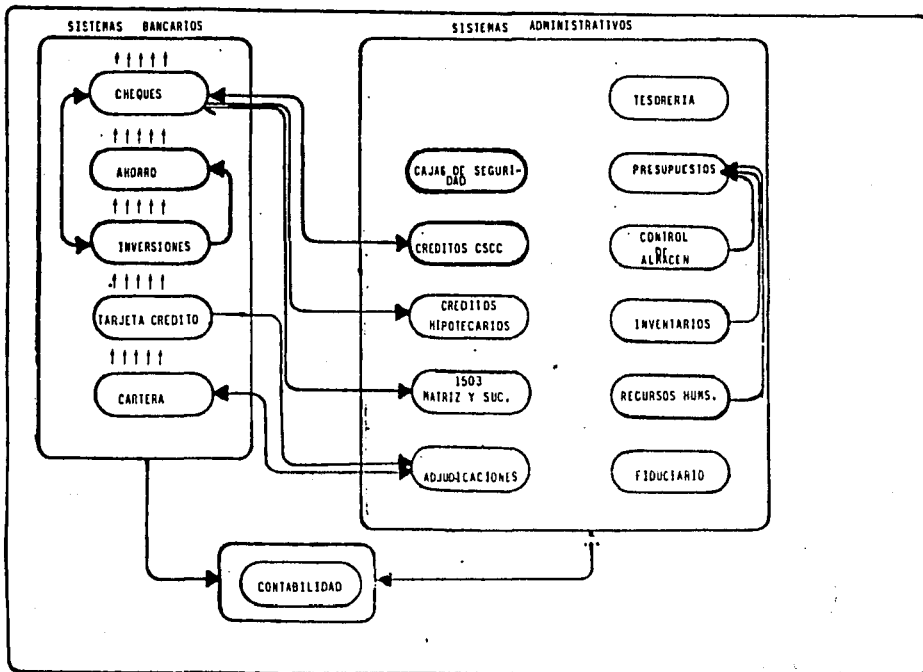 SISTEMAS BANCARIOS
CHEQUES
AHORRO
INVERSIONES
TARJETA CREDITO
CARTERA
SISTEMAS ADMINISTRATIVOS
CAJAS DE SEGURI-
DAD
CREDITOS CSCC
CREDITOS
HIPOTECARIOS
1503
MATRIZ Y SUC.
ADJUDICACIONES
TESORERIA
PRESUPUESTOS
CONTROL
DE
ALMACEN
INVENTARIOS
RECURSOS HUMS.
FIDUCIARIO
CONTABILIDAD